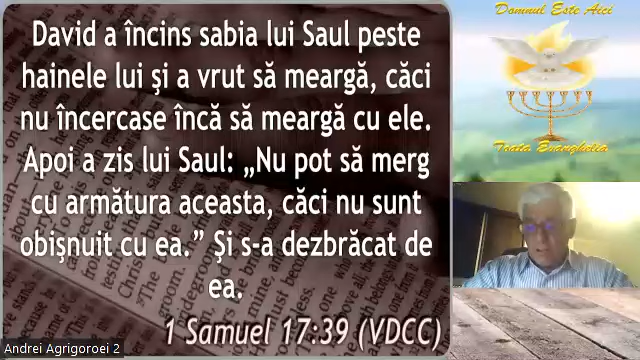 David a încins sabia lui Saul peste
hainele lui şi a vrut să meargă, căci
nu încercase încă să meargă cu ele.
Apoi a zis lui Saul: „Nu pot să merg
cu armătura aceasta, căci nu sunt
obişnuit cu ea.” Şi s-a dezbrăcat de
ea.
1 Samuel 17:39 (VDCC)
Andrei Agrigoroei 2
Domnul Este Aici
Toata Evanghelia